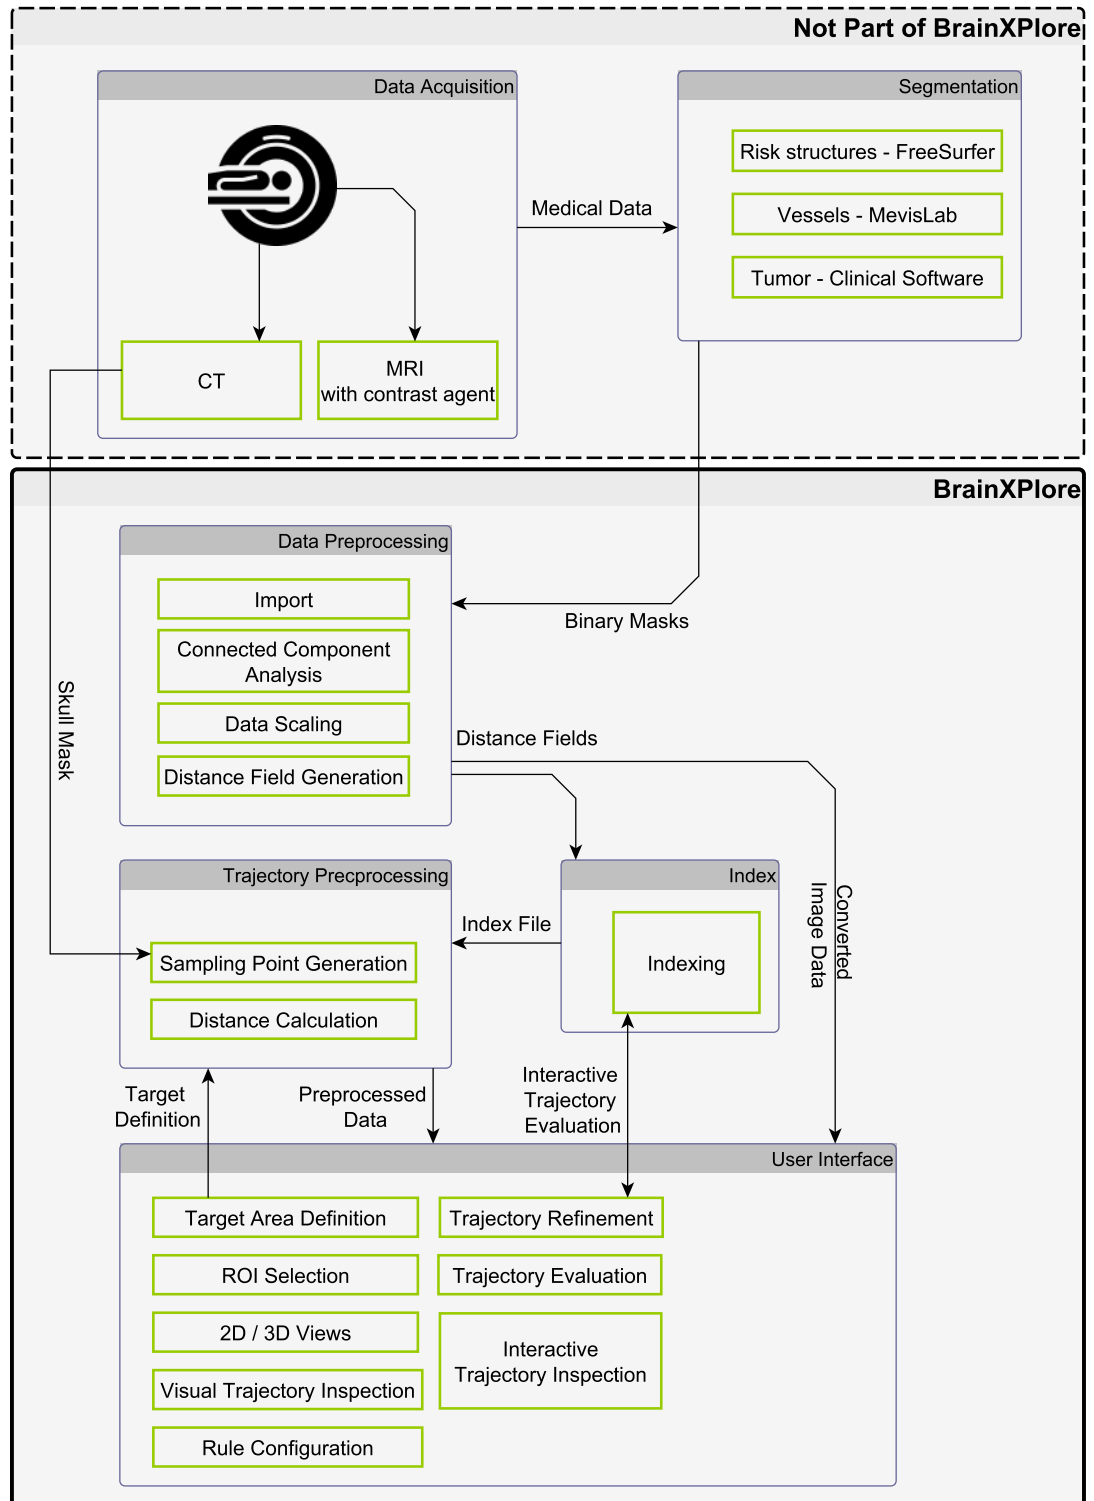 Not Part of BrainXPlore
Data Acquisition
Segmentation
Risk structures - FreeSurfer
Vessels - MevisLab
Tumor - Clinical Software
Medical Data
CT
MRI
with contrast agent
BrainXPlore
Data Preprocessing
Import
Connected Component
Analysis
Data Scaling
Distance Field Generation
Binary Masks
Skull Mask
Distance Fields
Trajectory Precprocessing
Sampling Point Generation
Distance Calculation
Index File
Index
Indexing
Converted
Image Data
Target
Definition
Preprocessed
Data
Interactive
Trajectory
Evaluation
User Interface
Target Area Definition
ROI Selection
2D / 3D Views
Visual Trajectory Inspection
Rule Configuration
Trajectory Refinement
Trajectory Evaluation
Interactive
Trajectory Inspection